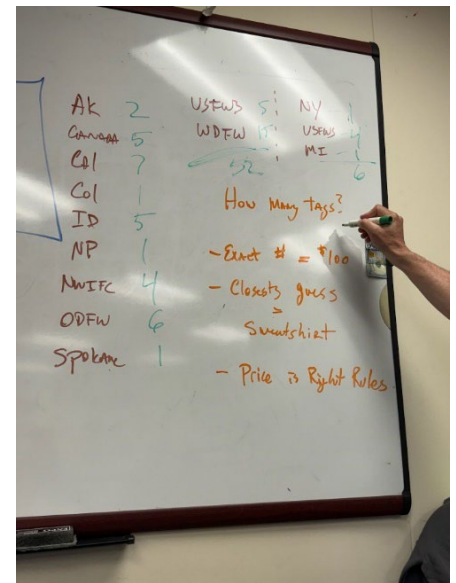 AK 2
CANADA 5
CAl 7
Col 1
ID 5
NP 1
NWIFC 4
ODFW 6
Spokane 1
USFWS 5
WDFW 15
52
NY 1
USFWS 4
MI 1
6
How Many tags?
- Exact # = $100
- Closests guess
=
Sweatshirt
- Price is Right Rules